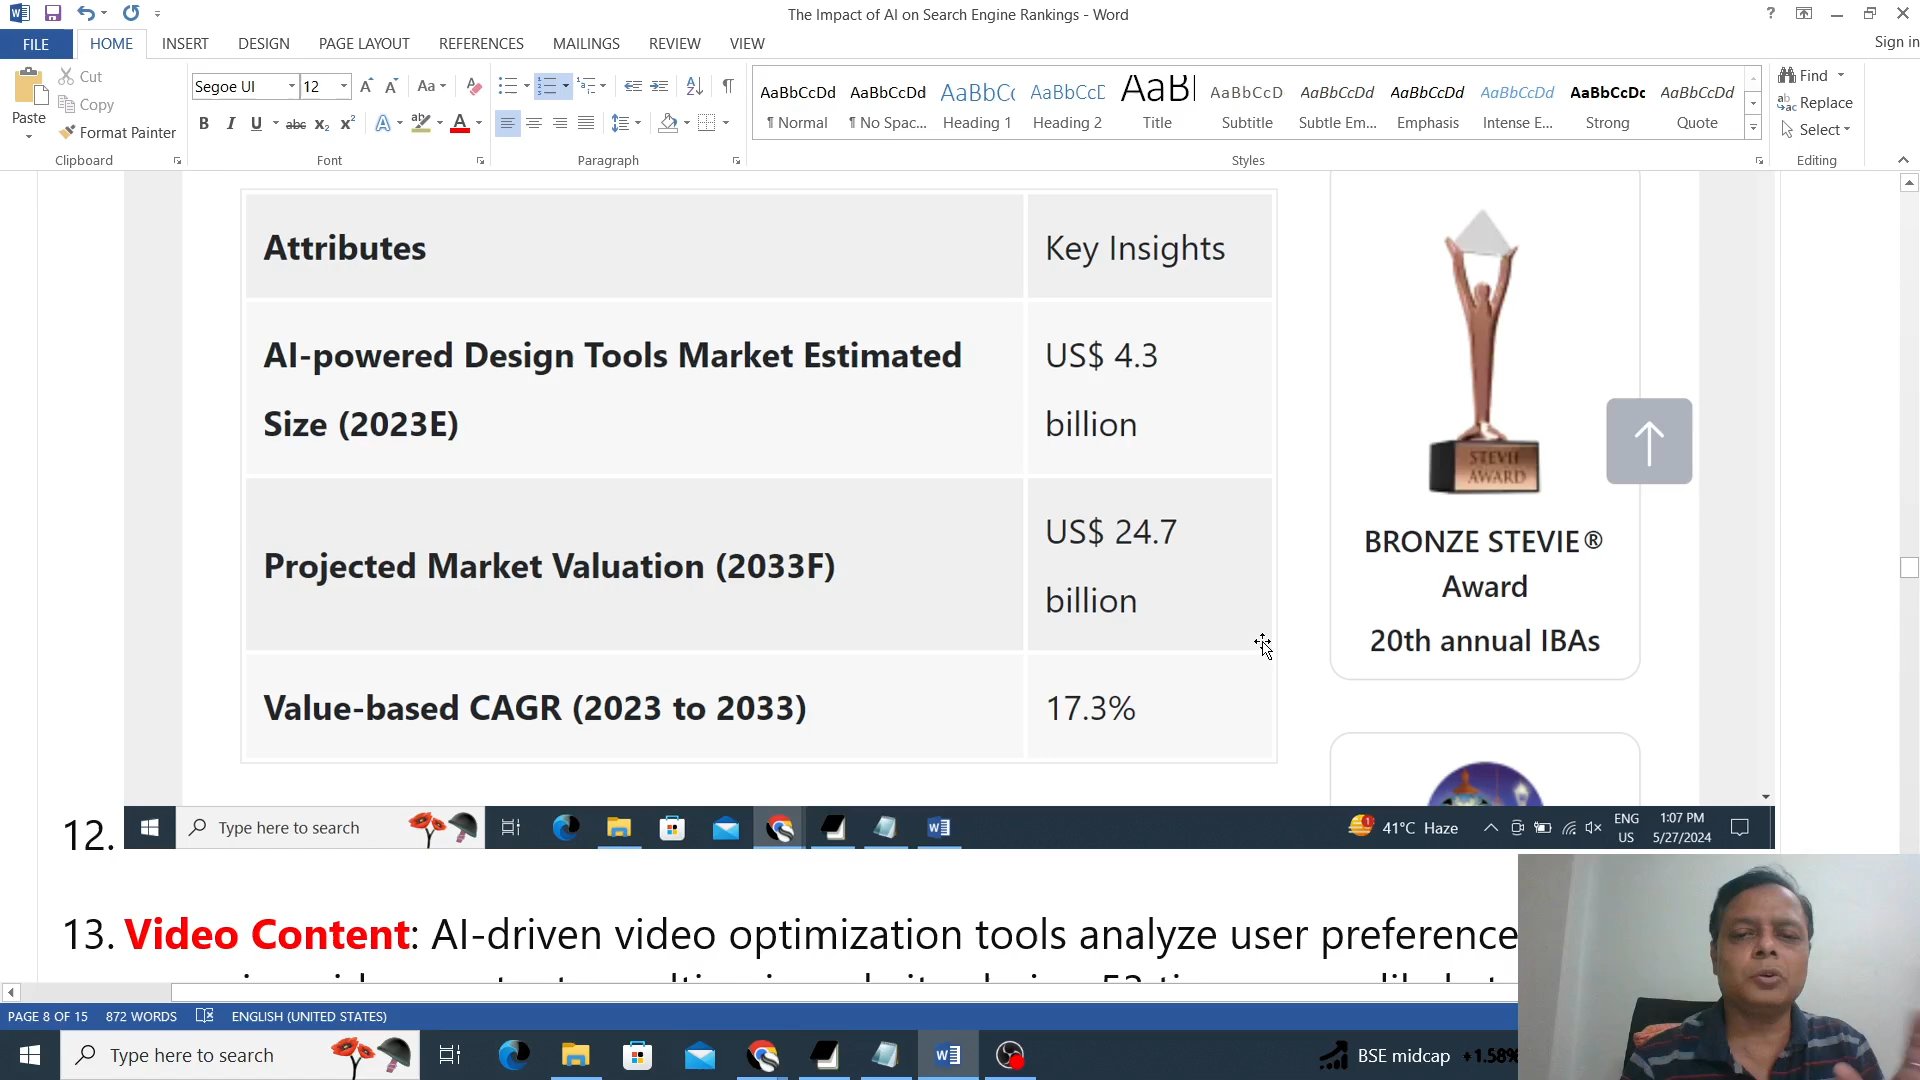 The Impact of AI on Search Engine Rankings - Word
FILE HOME INSERT DESIGN PAGE LAYOUT REFERENCES MAILINGS REVIEW VIEW Sign in
Paste
Cut
Copy
Format Painter
Clipboard
Segoe UI 12
Font
Paragraph
AaBbCcDd AaBbCcDd AaBbCc AaBbCcD AaBl AaBbCcD AaBbCcDd AaBbCcDd AaBbCcDd AaBbCcDc AaBbCcDd
¶ Normal ¶ No Spac... Heading 1 Heading 2 Title Subtitle Subtle Em... Emphasis Intense E... Strong Quote
Styles
Find
Replace
Select
Editing
Attributes Key Insights
AI-powered Design Tools Market Estimated
Size (2023E)
US$ 4.3
billion
Projected Market Valuation (2033F)
US$ 24.7
billion
Value-based CAGR (2023 to 2033) 17.3%
STEVIE
AWARD
BRONZE STEVIE®
Award
20th annual IBAs
12.
Type here to search
41°C Haze
ENG
US
1:07 PM
5/27/2024
13. Video Content: AI-driven video optimization tools analyze user preference
PAGE 8 OF 15 872 WORDS ENGLISH (UNITED STATES)
Type here to search
BSE midcap +1.58%